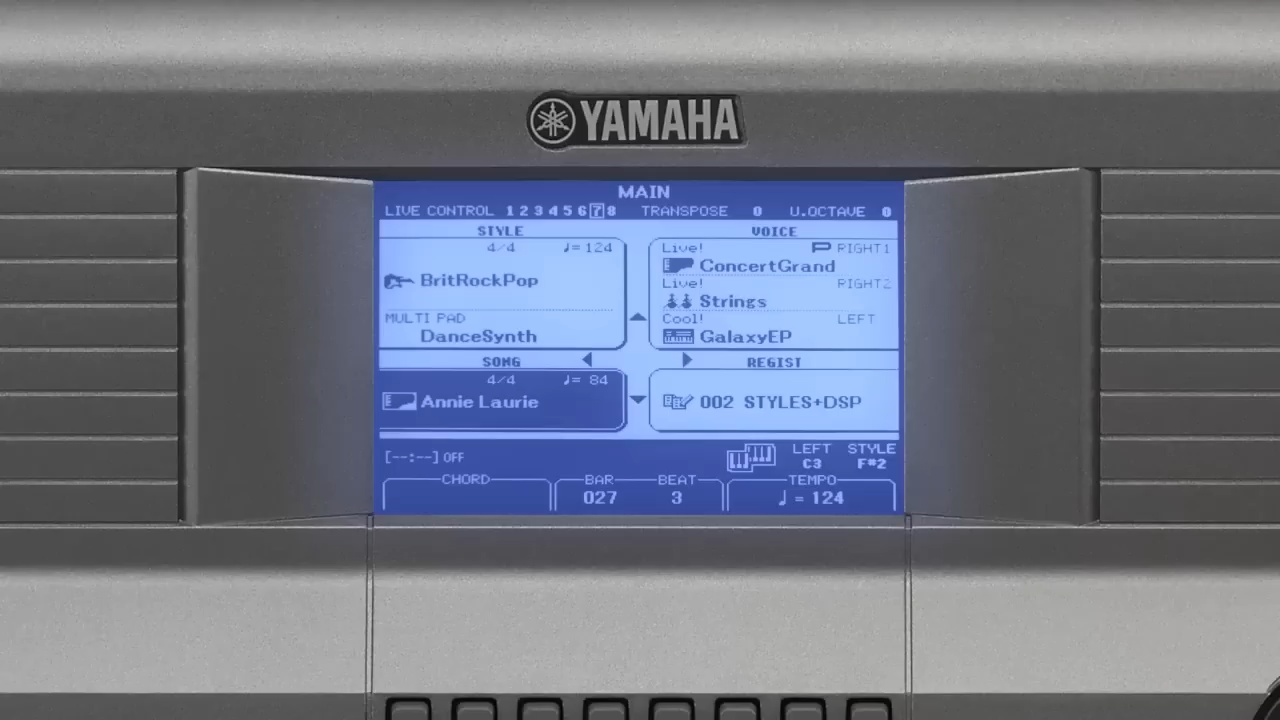 YAMAHA
MAIN
LIVE CONTROL 1 2 3 4 5 6 7 8 TRANSPOSE 0 U.OCTAVE 0
STYLE
4/4 ♩= 124
BritRockPop
MULTI PAD
DanceSynth
VOICE
Live! RIGHT1
ConcertGrand
Live! RIGHT2
Strings
Cool! LEFT
GalaxyEP
SONG
4/4 ♩= 84
Annie Laurie
REGIST
002 STYLES+DSP
[--:--] OFF
LEFT STYLE
C3 F#2
CHORD
BAR BEAT
027 3
TEMPO
♩ = 124